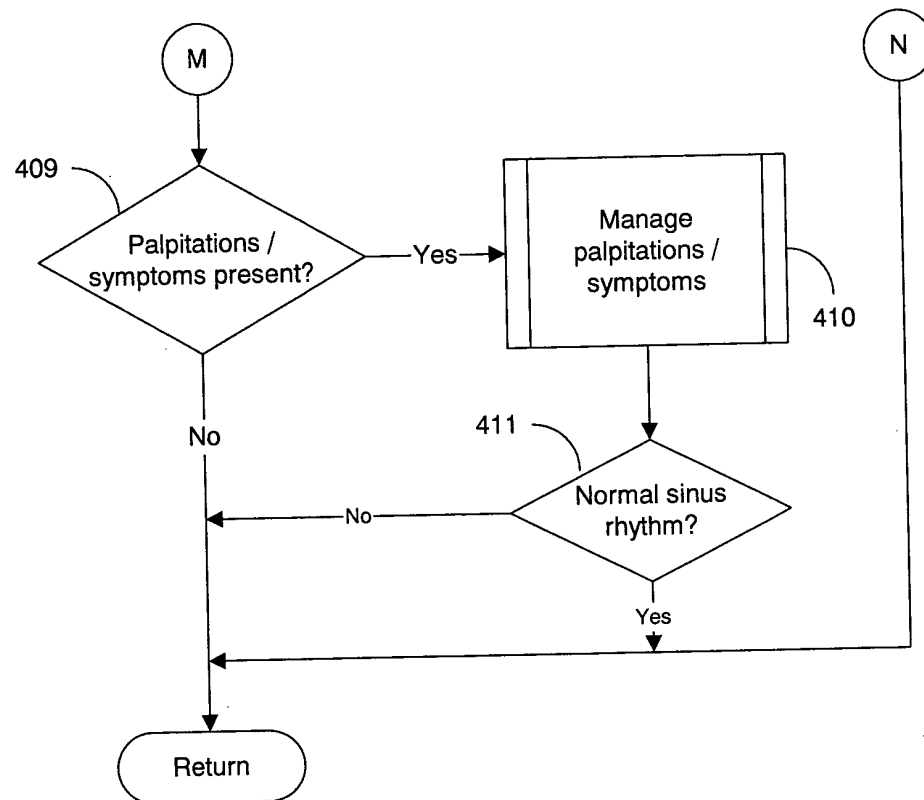 M
N
409
Palpitations /
symptoms present?
Yes
Manage
palpitations /
symptoms
410
No
411
Normal sinus
rhythm?
No
Yes
Return